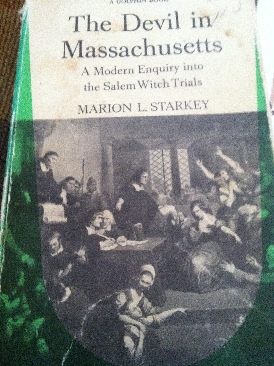 A DOLPHIN BOOK
The Devil in
Massachusetts
A Modern Enquiry into
the Salem Witch Trials
MARION L. STARKEY